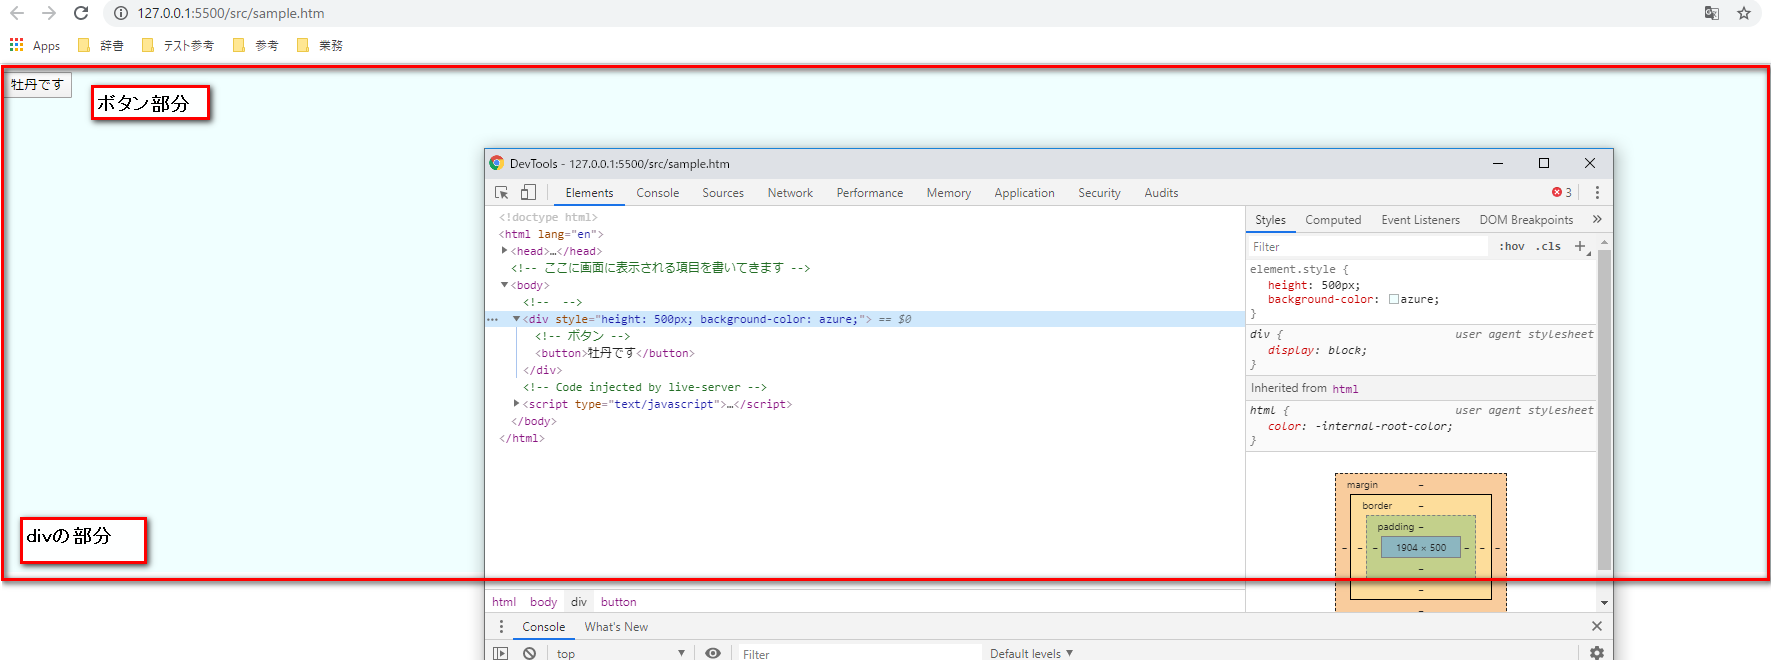 127.0.0.1:5500/src/sample.htm
Apps 辞書 テスト参考 参考 業務
牡丹です
ボタン部分
divの部分
DevTools - 127.0.0.1:5500/src/sample.htm
Elements Console Sources Network Performance Memory Application Security Audits 3
<!doctype html>
<html lang="en">
<head>…</head>
<!-- ここに画面に表示される項目を書いてきます -->
<body>
<!--  -->
<div style="height: 500px; background-color: azure;"> == $0
<!-- ボタン -->
<button>牡丹です</button>
</div>
<!-- Code injected by live-server -->
<script type="text/javascript">…</script>
</body>
</html>
html body div button
Styles Computed Event Listeners DOM Breakpoints »
Filter :hov .cls +
element.style {
height: 500px;
background-color: azure;
}
div { user agent stylesheet
display: block;
}
Inherited from html
html { user agent stylesheet
color: -internal-root-color;
}
margin -
border -
padding -
- - - 1904 × 500 - - -
-
-
-
Console What's New
top ▼ Filter Default levels ▼